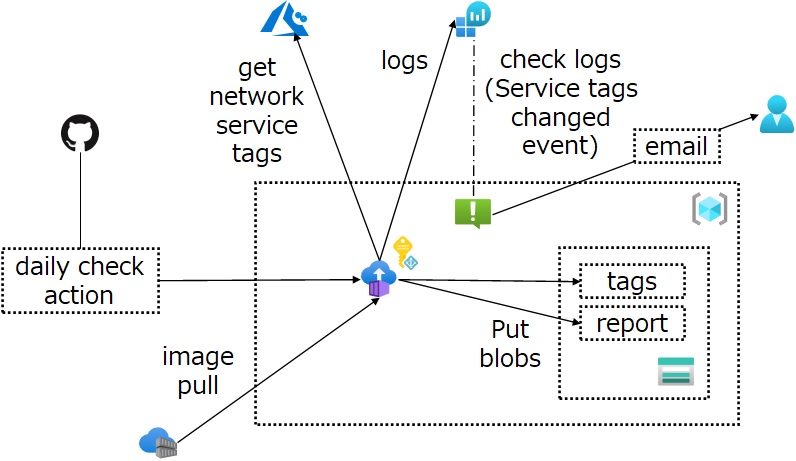 get
network
service
tags
logs
check logs
(Service tags
changed
event)
email
daily check
action
tags
report
Put
blobs
image
pull